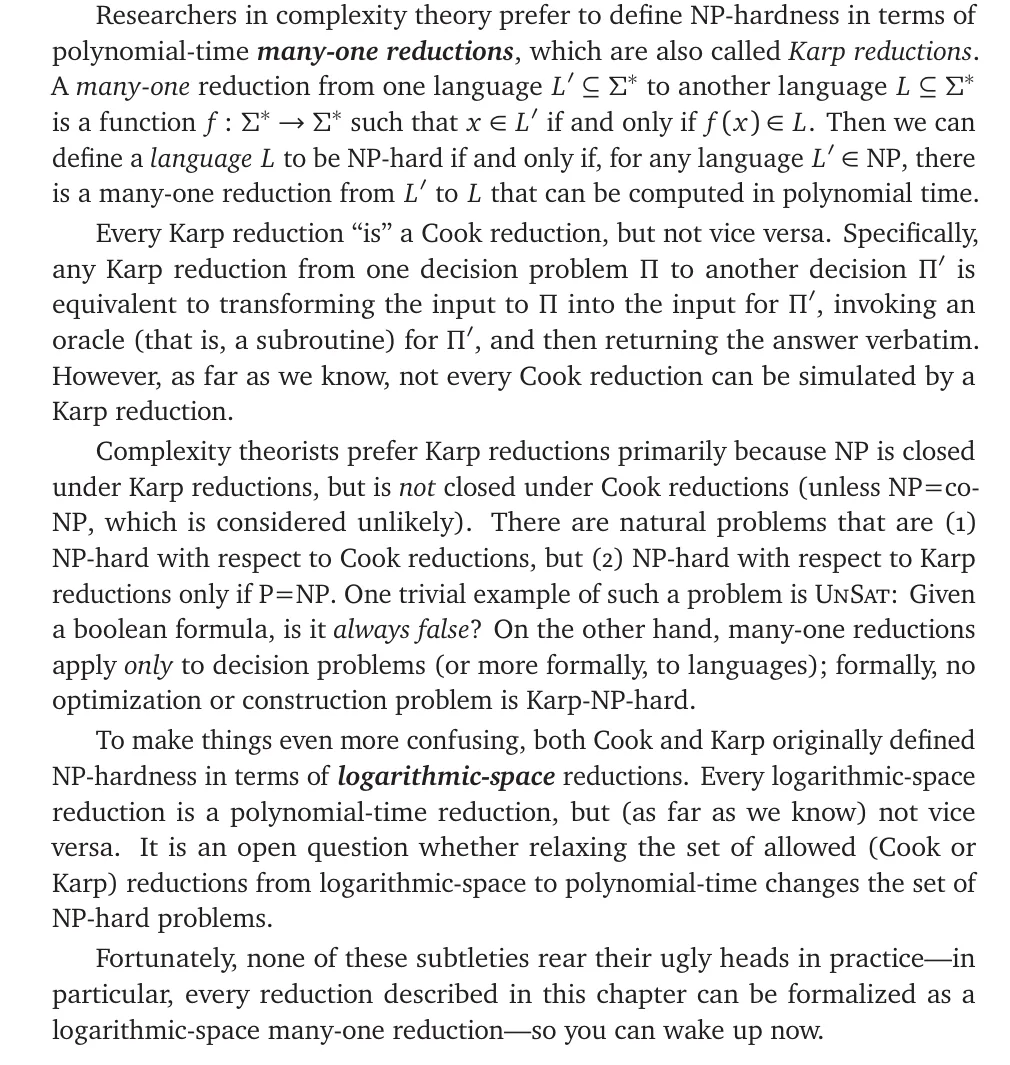 Researchers in complexity theory prefer to define NP-hardness in terms of
polynomial-time many-one reductions, which are also called Karp reductions.
A many-one reduction from one language L′ ⊆ Σ* to another language L ⊆ Σ*
is a function f : Σ* → Σ* such that x ∈ L′ if and only if f(x) ∈ L. Then we can
define a language L to be NP-hard if and only if, for any language L′ ∈ NP, there
is a many-one reduction from L′ to L that can be computed in polynomial time.
Every Karp reduction “is” a Cook reduction, but not vice versa. Specifically,
any Karp reduction from one decision problem Π to another decision Π′ is
equivalent to transforming the input to Π into the input for Π′, invoking an
oracle (that is, a subroutine) for Π′, and then returning the answer verbatim.
However, as far as we know, not every Cook reduction can be simulated by a
Karp reduction.
Complexity theorists prefer Karp reductions primarily because NP is closed
under Karp reductions, but is not closed under Cook reductions (unless NP=co-
NP, which is considered unlikely). There are natural problems that are (1)
NP-hard with respect to Cook reductions, but (2) NP-hard with respect to Karp
reductions only if P=NP. One trivial example of such a problem is UNSAT: Given
a boolean formula, is it always false? On the other hand, many-one reductions
apply only to decision problems (or more formally, to languages); formally, no
optimization or construction problem is Karp-NP-hard.
To make things even more confusing, both Cook and Karp originally defined
NP-hardness in terms of logarithmic-space reductions. Every logarithmic-space
reduction is a polynomial-time reduction, but (as far as we know) not vice
versa. It is an open question whether relaxing the set of allowed (Cook or
Karp) reductions from logarithmic-space to polynomial-time changes the set of
NP-hard problems.
Fortunately, none of these subtleties rear their ugly heads in practice—in
particular, every reduction described in this chapter can be formalized as a
logarithmic-space many-one reduction—so you can wake up now.